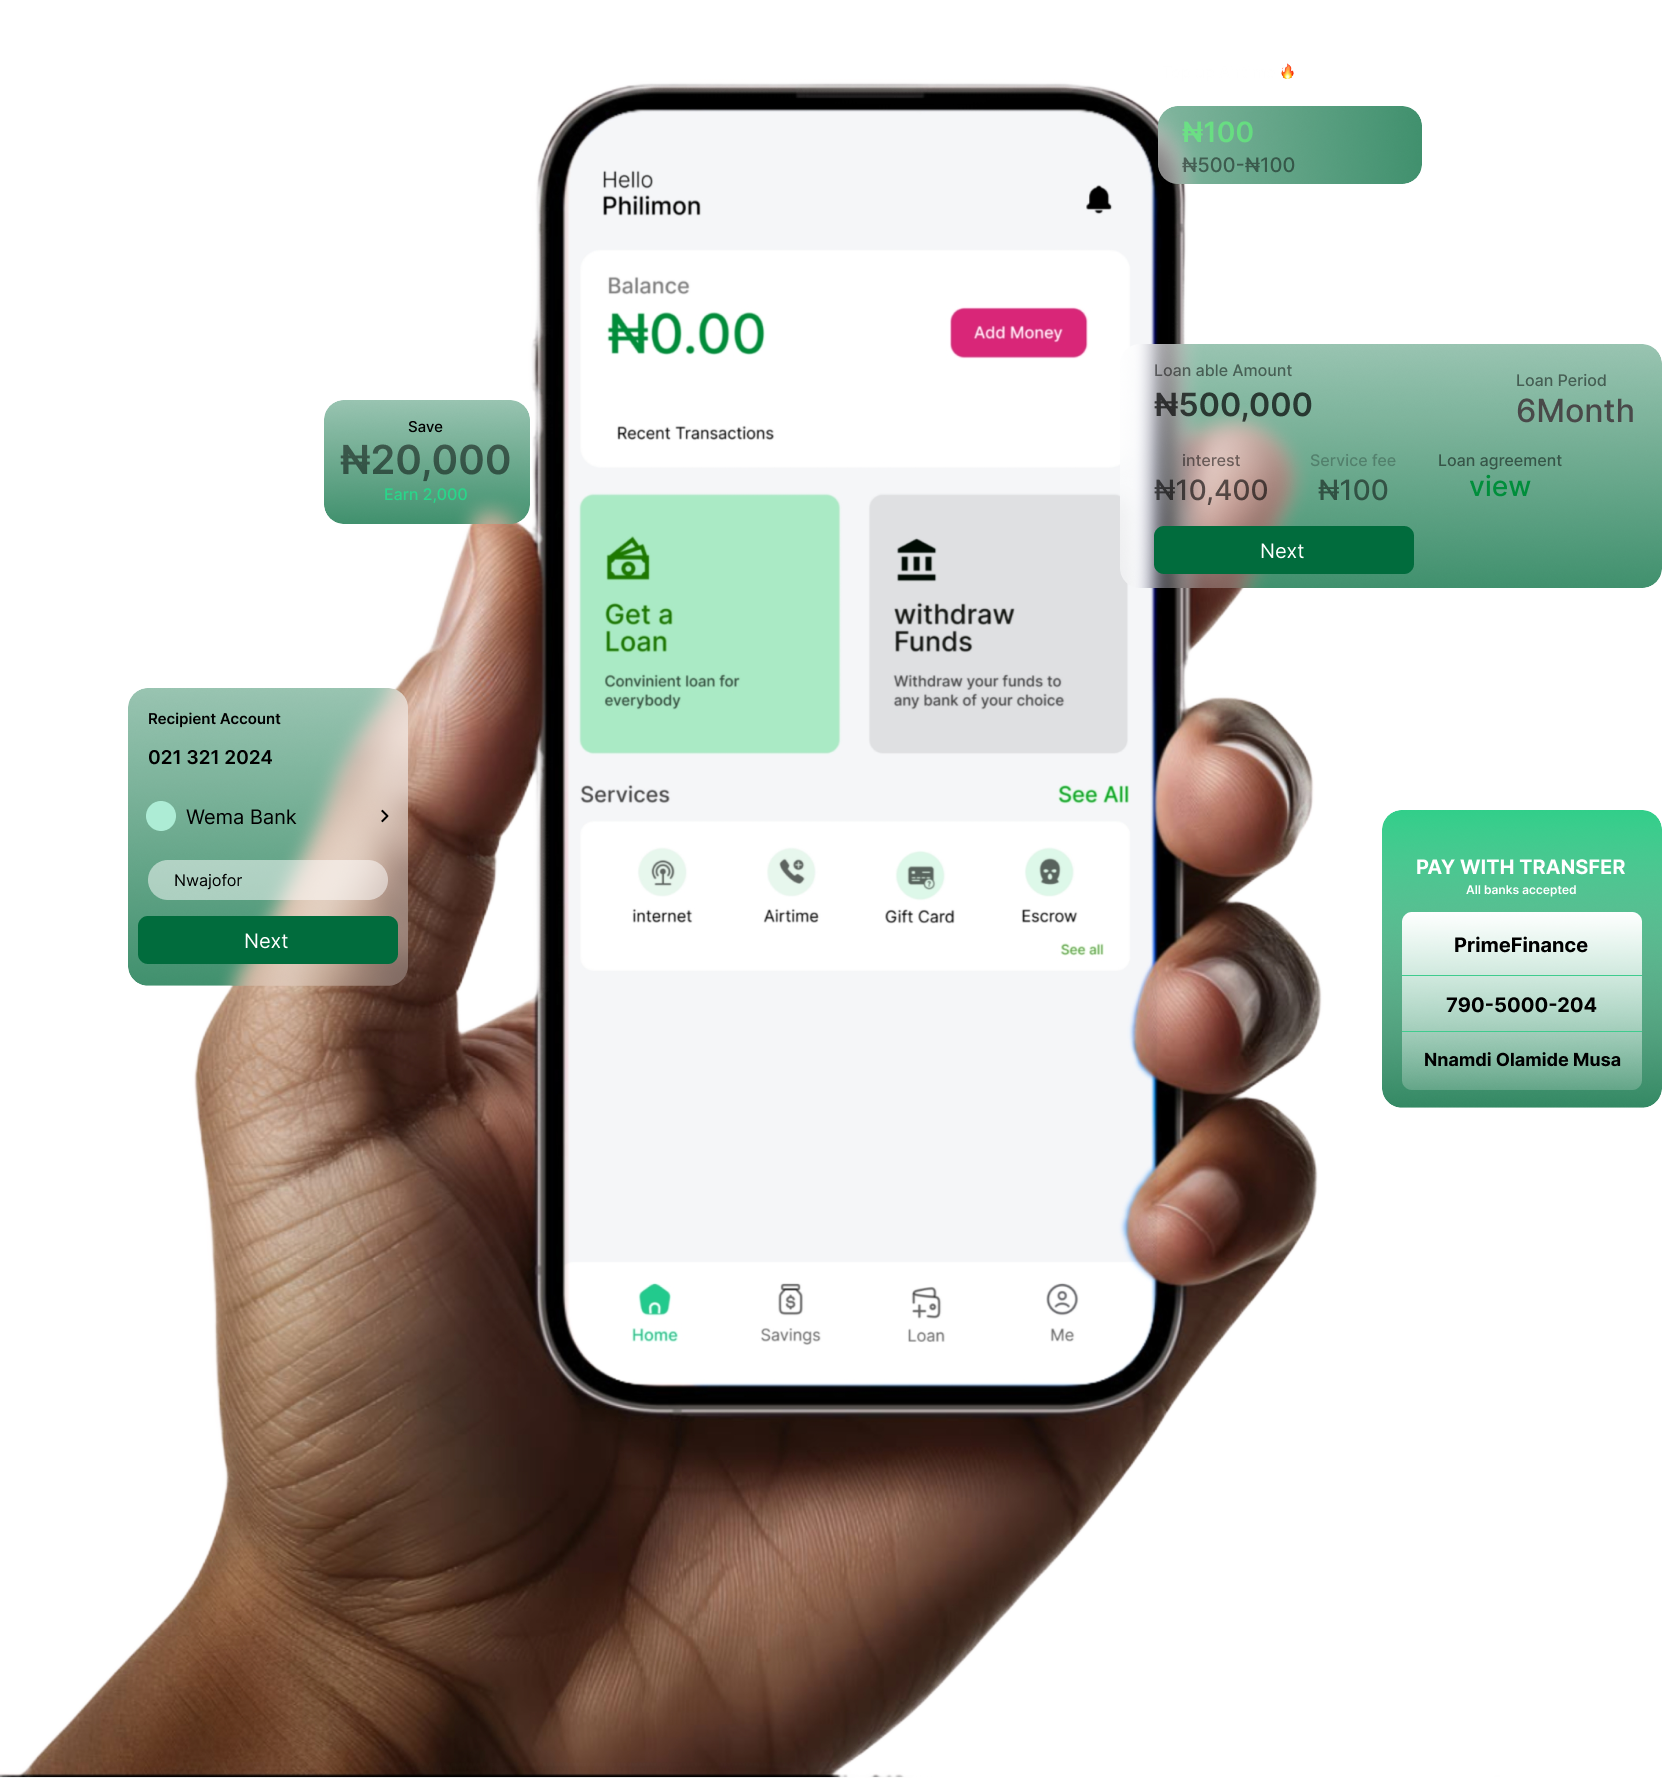 ₦100
₦500-₦100
Hello
Philimon
Balance
₦0.00
Add Money
Recent Transactions
Loan able Amount
₦500,000
Loan Period
6Month
interest
₦10,400
Service fee
₦100
Loan agreement
view
Next
Save
₦20,000
Earn 2,000
Get a
Loan
Convinient loan for
everybody
withdraw
Funds
Withdraw your funds to
any bank of your choice
Recipient Account
021 321 2024
Wema Bank
Nwajofor
Next
Services
See All
internet
Airtime
Gift Card
Escrow
See all
PAY WITH TRANSFER
All banks accepted
PrimeFinance
790-5000-204
Nnamdi Olamide Musa
Home
Savings
Loan
Me